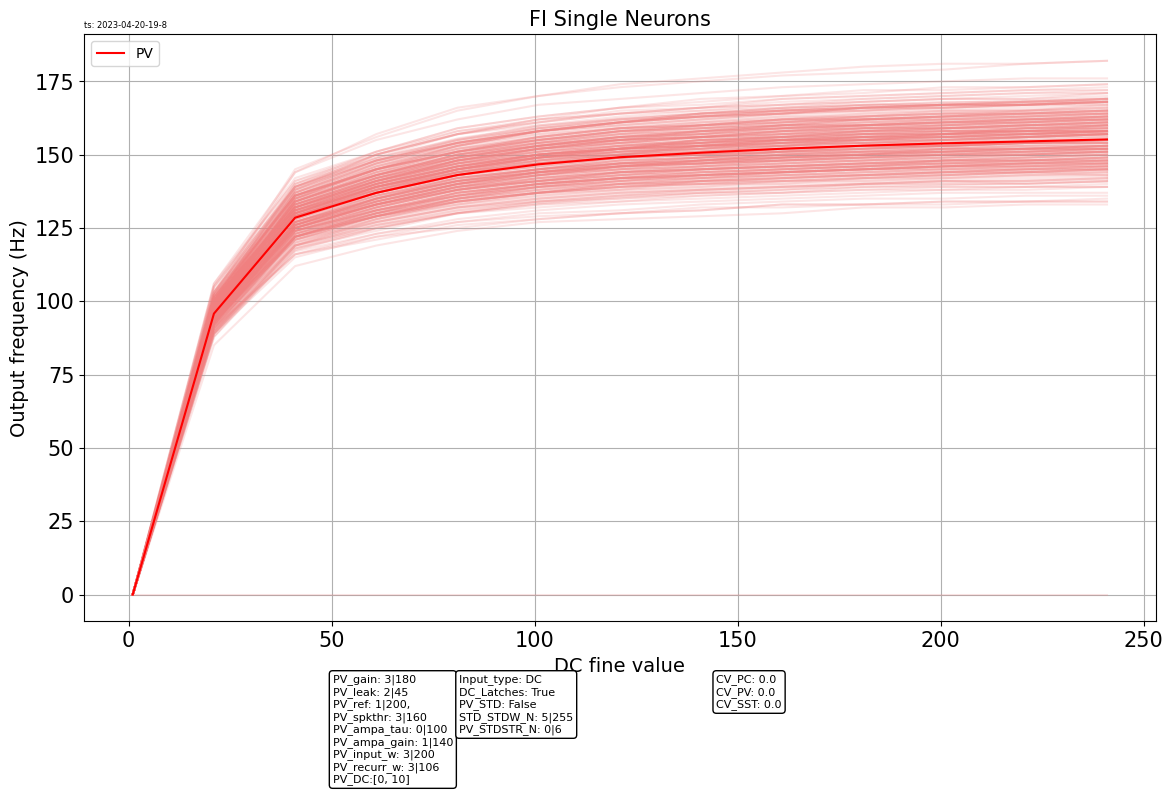 FI Single Neurons
ts: 2023-04-20-19-8
PV
Output frequency (Hz)
175
150
125
100
75
50
25
0
0 50 100 150 200 250
DC fine value
PV_gain: 3|180
PV_leak: 2|45
PV_ref: 1|200,
PV_spkthr: 3|160
PV_ampa_tau: 0|100
PV_ampa_gain: 1|140
PV_input_w: 3|200
PV_recurr_w: 3|106
PV_DC:[0, 10]
Input_type: DC
DC_Latches: True
PV_STD: False
STD_STDW_N: 5|255
PV_STDSTR_N: 0|6
CV_PC: 0.0
CV_PV: 0.0
CV_SST: 0.0